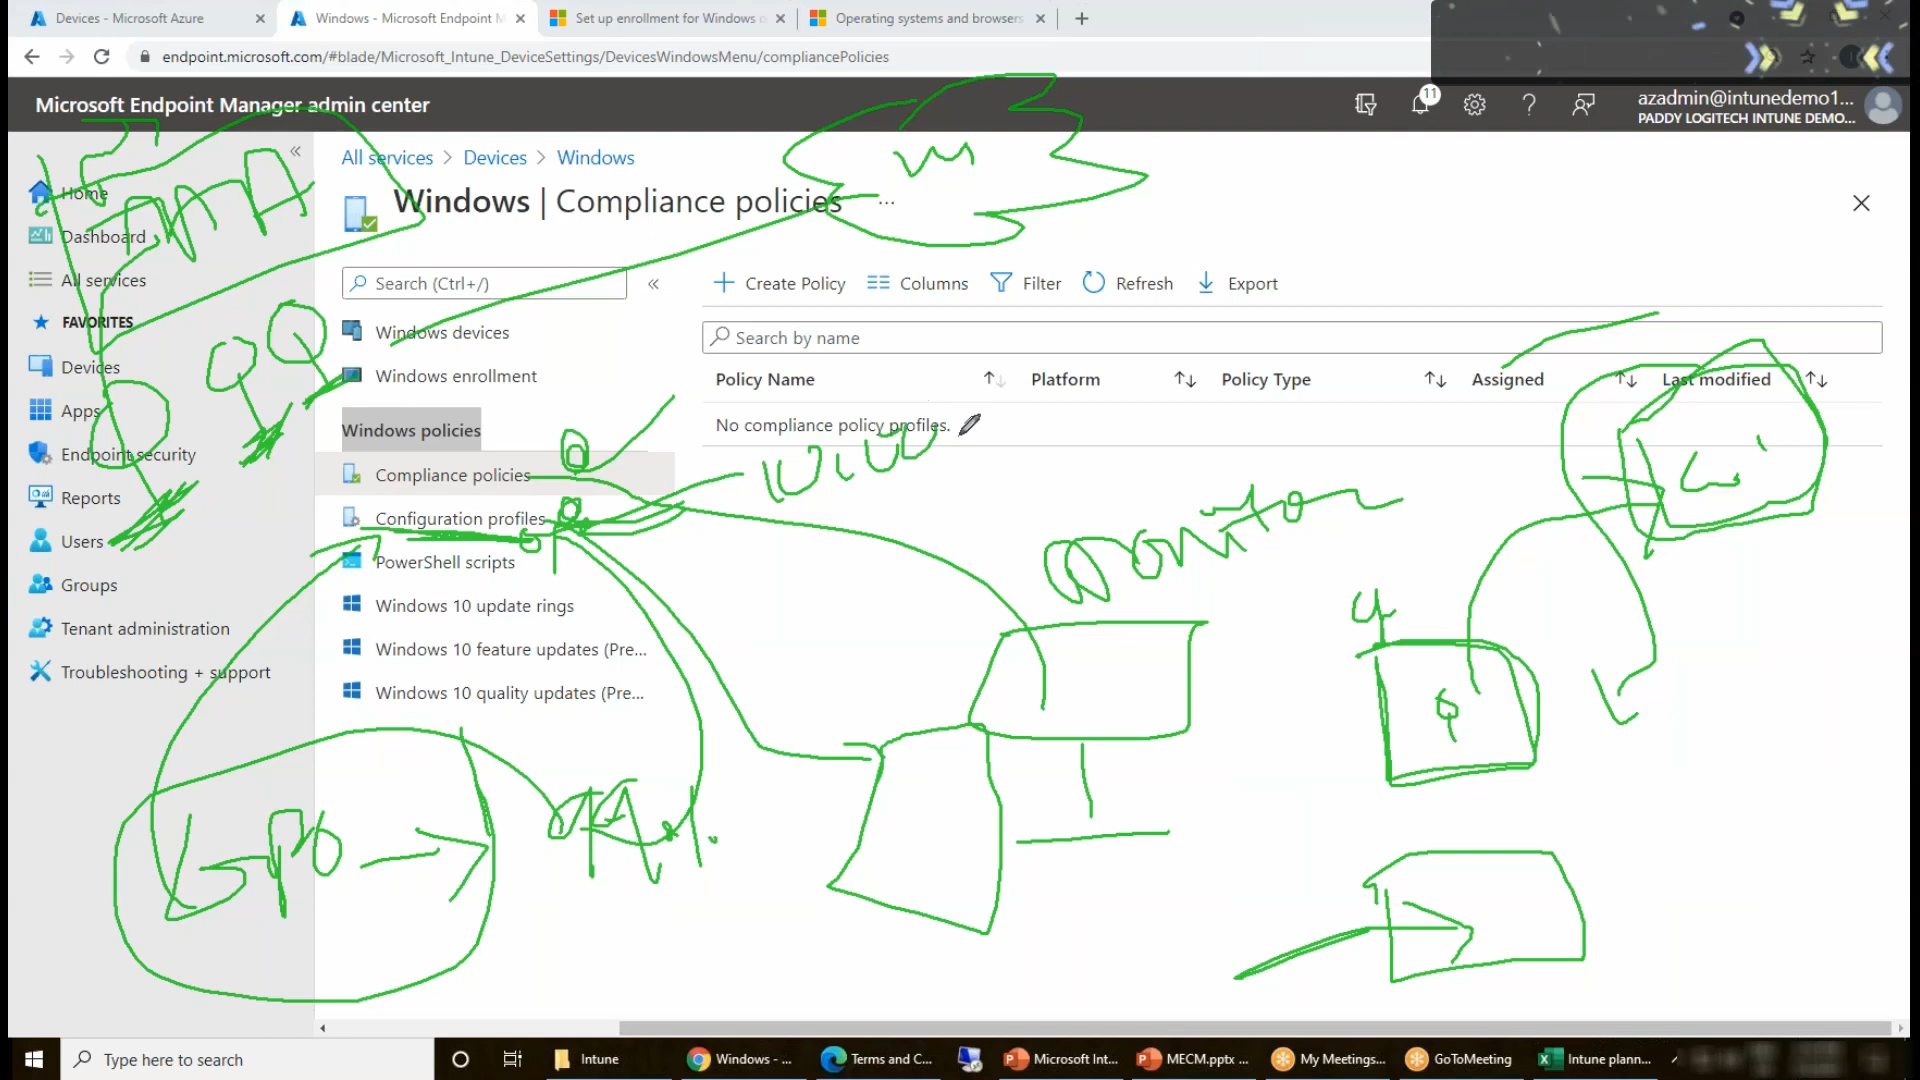 Devices - Microsoft Azure
Windows - Microsoft Endpoint M
Set up enrollment for Windows
Operating systems and browsers
endpoint.microsoft.com/#blade/Microsoft_Intune_DeviceSettings/DevicesWindowsMenu/compliancePolicies
Microsoft Endpoint Manager admin center
11
azadmin@intunedemo1...
PADDY LOGITECH INTUNE DEMO...
Home
Dashboard
All services
FAVORITES
Devices
Apps
Endpoint security
Reports
Users
Groups
Tenant administration
Troubleshooting + support
All services > Devices > Windows
Windows | Compliance policies ...
Search (Ctrl+/)
Windows devices
Windows enrollment
Windows policies
Compliance policies
Configuration profiles
PowerShell scripts
Windows 10 update rings
Windows 10 feature updates (Pre...
Windows 10 quality updates (Pre...
Create Policy
Columns
Filter
Refresh
Export
Search by name
Policy Name
Platform
Policy Type
Assigned
Last modified
No compliance policy profiles.
Monitor
GPO
Type here to search
Intune
Windows - ...
Terms and C...
Microsoft Int...
MECM.pptx ...
My Meetings...
GoToMeeting
Intune plann...